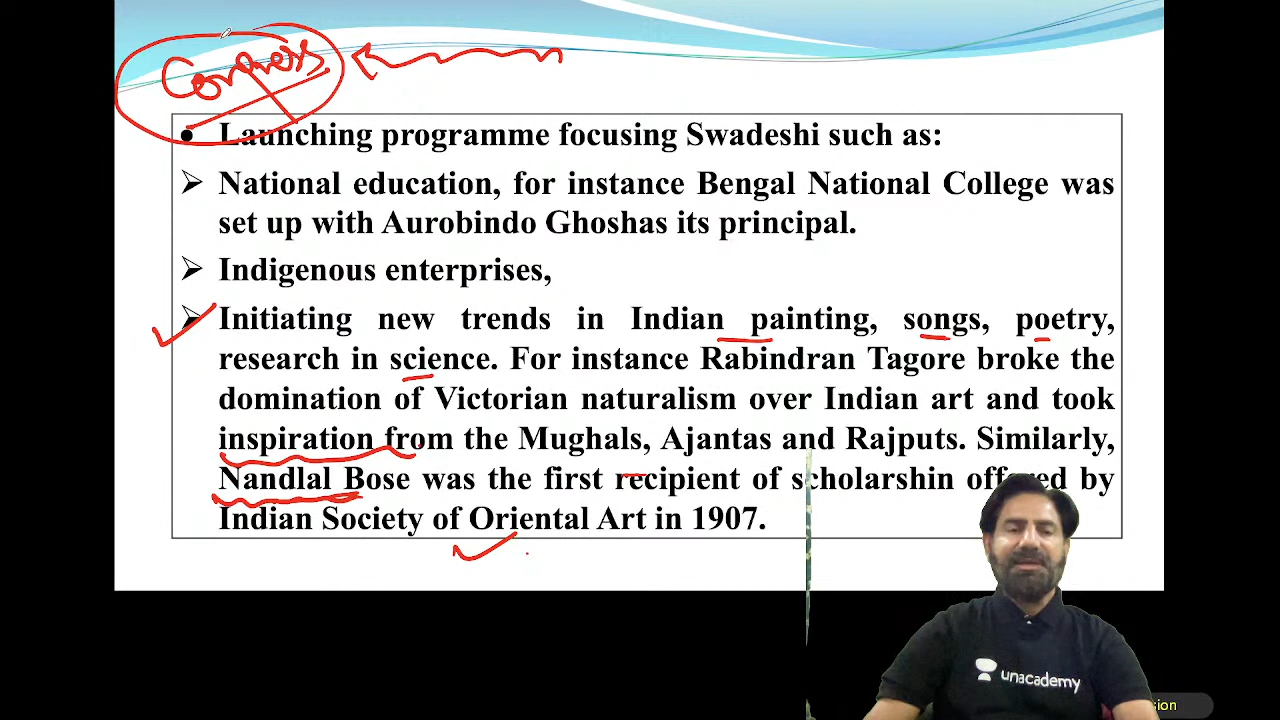 Congress
• Launching programme focusing Swadeshi such as:
➢ National education, for instance Bengal National College was
set up with Aurobindo Ghoshas its principal.
➢ Indigenous enterprises,
➢ Initiating new trends in Indian painting, songs, poetry,
research in science. For instance Rabindran Tagore broke the
domination of Victorian naturalism over Indian art and took
inspiration from the Mughals, Ajantas and Rajputs. Similarly,
Nandlal Bose was the first recipient of scholarship offered by
Indian Society of Oriental Art in 1907.
unacademy
sion